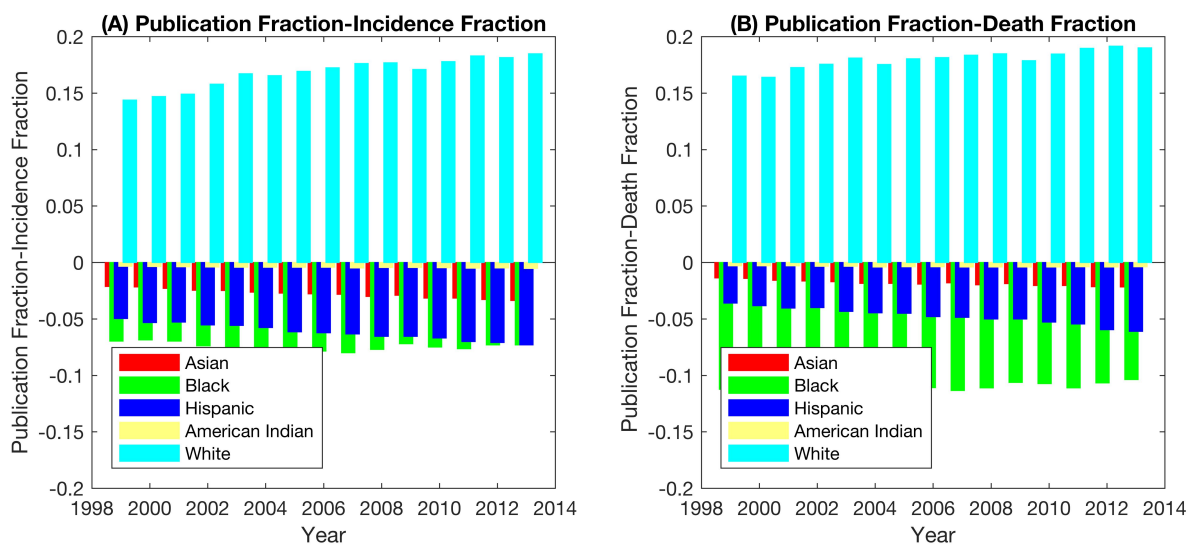 (A) Publication Fraction-Incidence Fraction
Publication Fraction-Incidence Fraction
0.2
0.15
0.1
0.05
0
-0.05
-0.1
-0.15
-0.2
Asian
Black
Hispanic
American Indian
White
1998 2000 2002 2004 2006 2008 2010 2012 2014
Year
(B) Publication Fraction-Death Fraction
Publication Fraction-Death Fraction
0.2
0.15
0.1
0.05
0
-0.05
-0.1
-0.15
-0.2
Asian
Black
Hispanic
American Indian
White
1998 2000 2002 2004 2006 2008 2010 2012 2014
Year